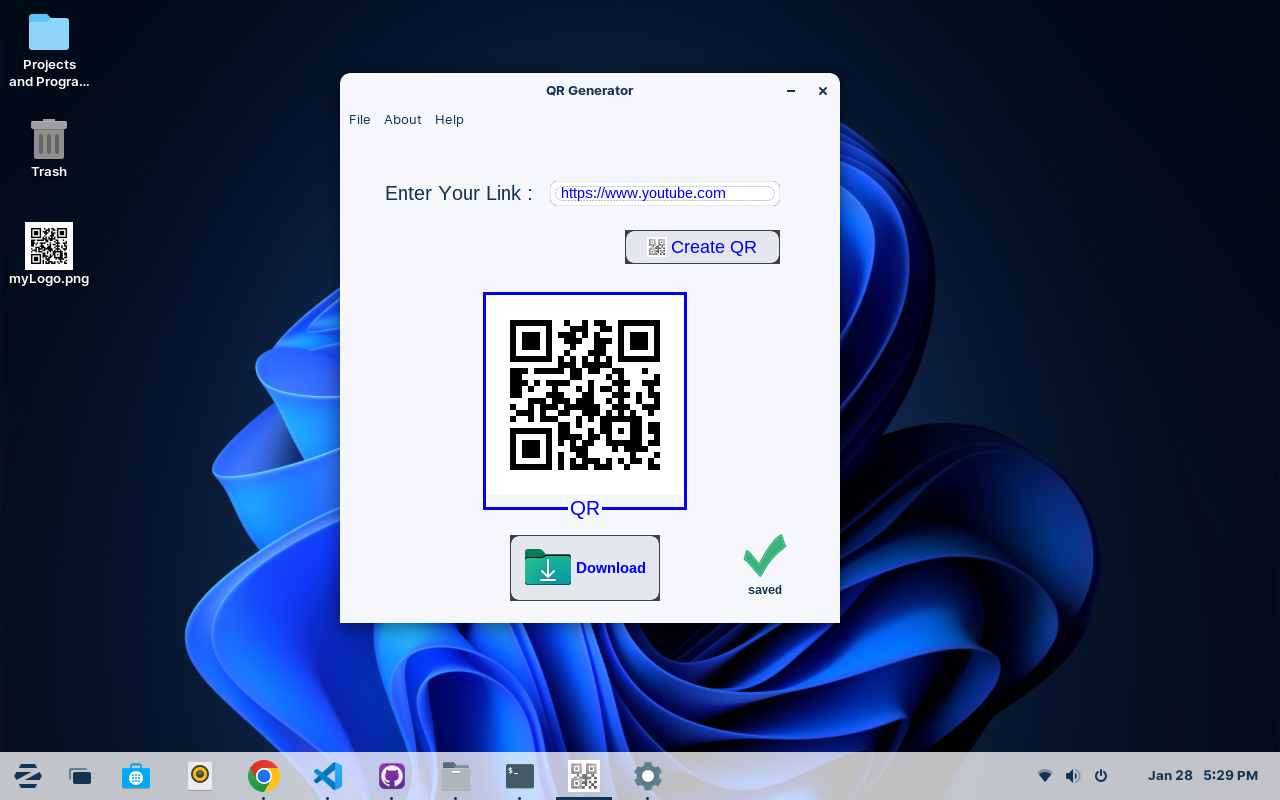 Projects
and Progra...
Trash
myLogo.png
QR Generator
File About Help
Enter Your Link :
https://www.youtube.com
Create QR
QR
Download
saved
$_
Jan 28 5:29 PM